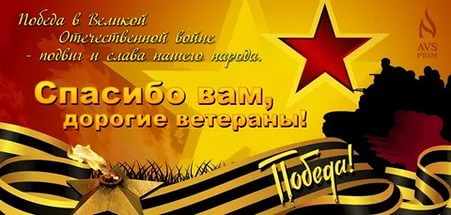 Победа в Великой
Отечественной войне
- подвиг и слава нашего народа.
AVS
PRIM
Спасибо вам,
дорогие ветераны!
Победа!